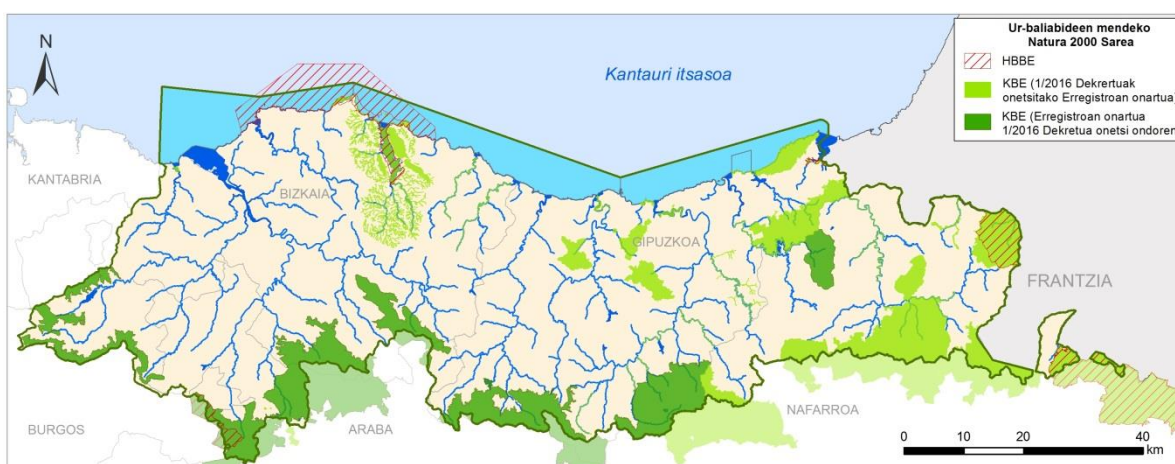 N
Kantauri itsasoa
Ur-baliabideen mendeko
Natura 2000 Sarea
HBBE
KBE (1/2016 Dekrertuak
onetsitako Erregistroan onartua)
KBE (Erregistroan onartua
1/2016 Dekretua onetsi ondoren
KANTABRIA
BIZKAIA
GIPUZKOA
FRANTZIA
BURGOS
ARABA
NAFARROA
0 10 20 40
km